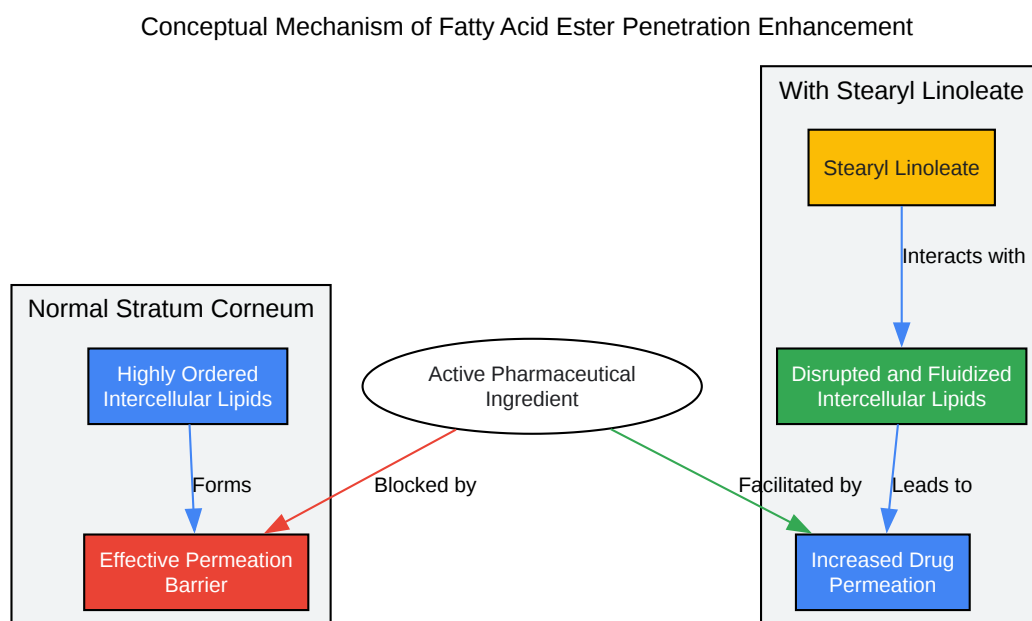 Conceptual Mechanism of Fatty Acid Ester Penetration Enhancement
With Stearyl Linoleate
Stearyl Linoleate
Interacts with
Normal Stratum Corneum
Highly Ordered
Intercellular Lipids
Active Pharmaceutical
Ingredient
Disrupted and Fluidized
Intercellular Lipids
Forms
Blocked by
Facilitated by
Leads to
Effective Permeation
Barrier
Increased Drug
Permeation